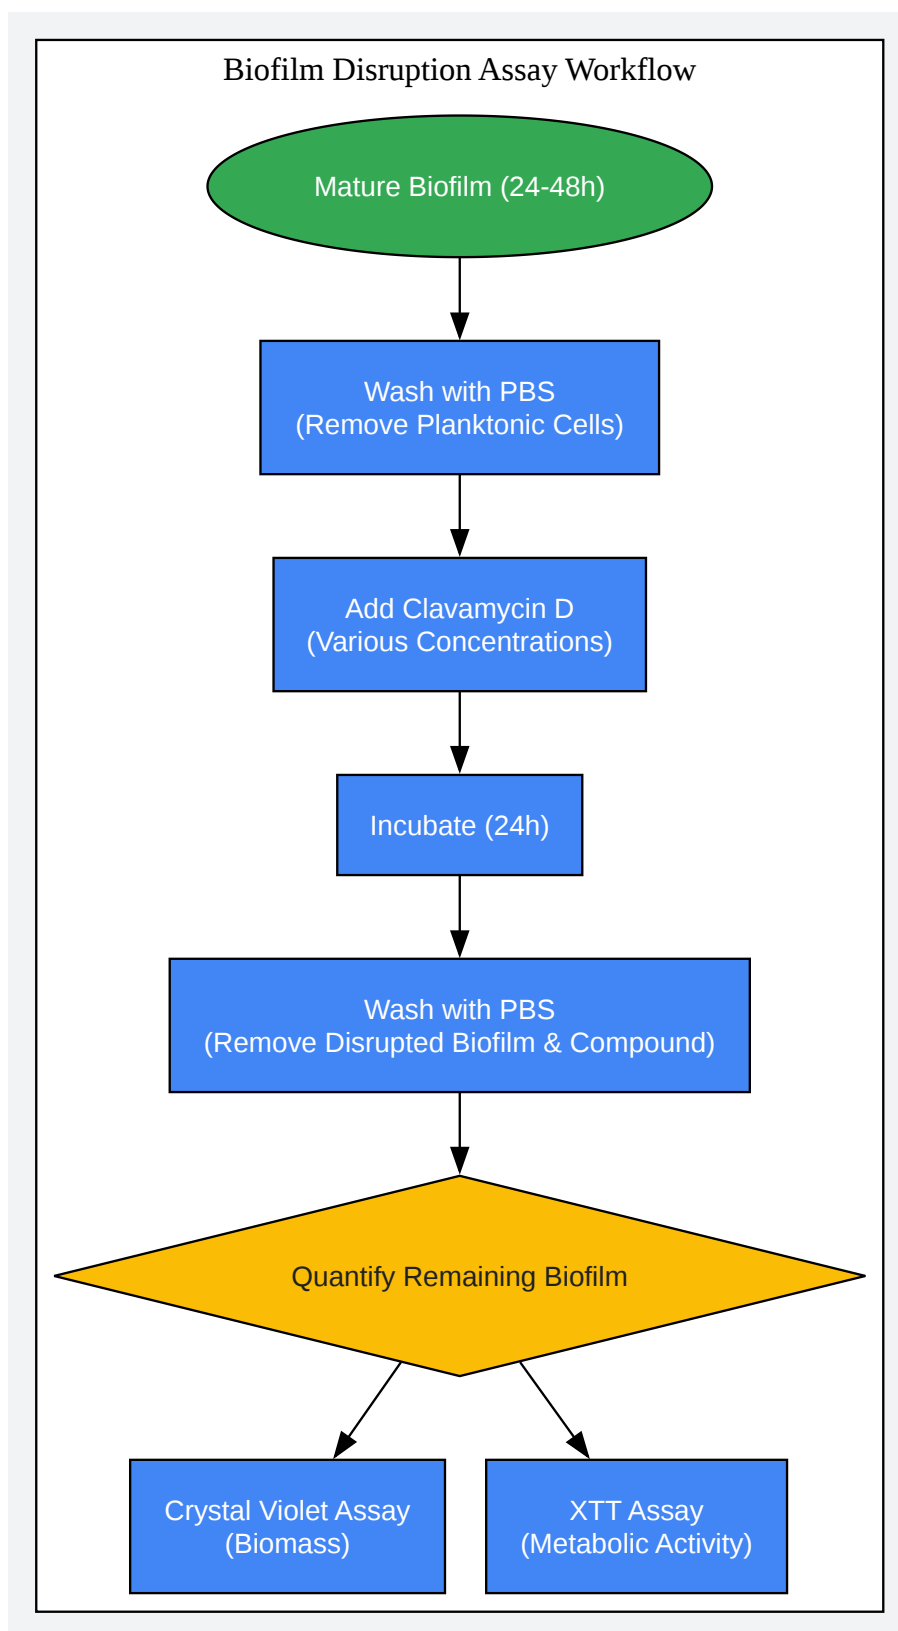 Biofilm Disruption Assay Workflow
Mature Biofilm (24-48h)
Wash with PBS
(Remove Planktonic Cells)
Add Clavamycin D
(Various Concentrations)
Incubate (24h)
Wash with PBS
(Remove Disrupted Biofilm & Compound)
Quantify Remaining Biofilm
Crystal Violet Assay
(Biomass)
XTT Assay
(Metabolic Activity)